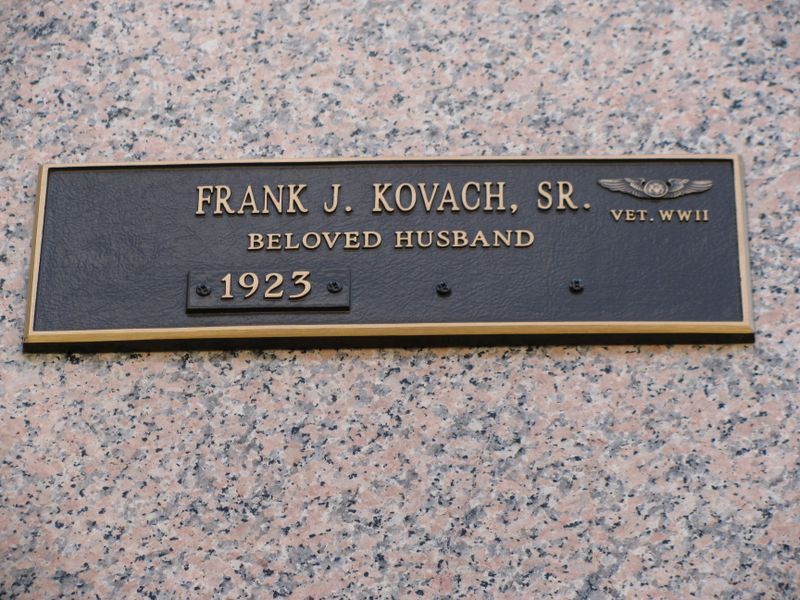 FRANK J. KOVACH, SR.
VET. WWII
BELOVED HUSBAND
1923